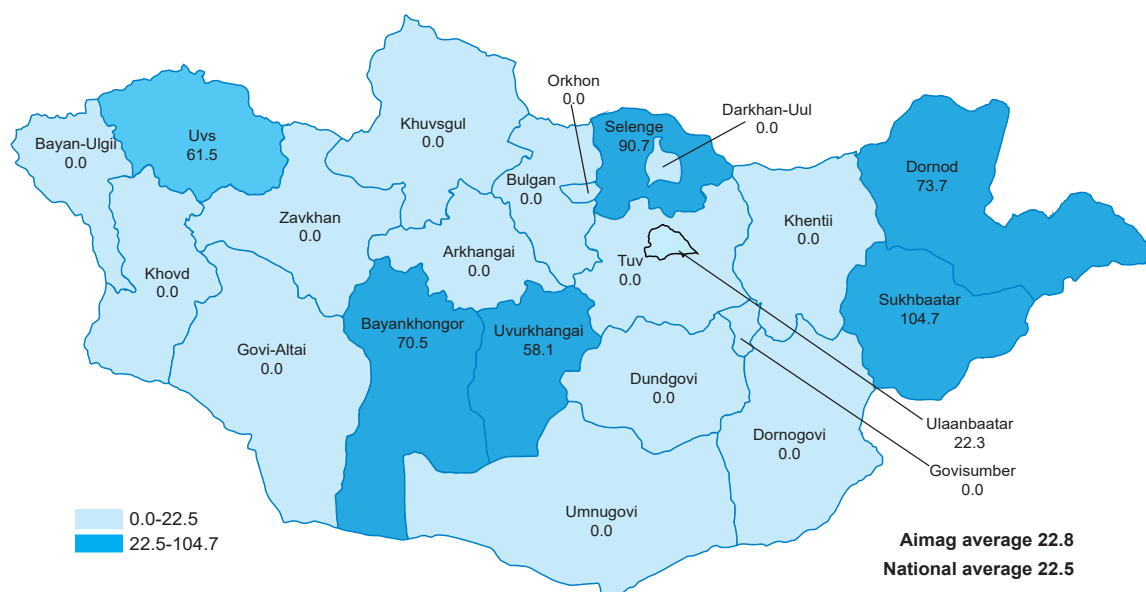 Orkhon
0.0
Darkhan-Uul
0.0
Selenge
90.7
Khuvsgul
0.0
Uvs
61.5
Bayan-Ulgii
0.0
Dornod
73.7
Bulgan
0.0
Zavkhan
0.0
Khentii
0.0
Arkhangai
0.0
Tuv
0.0
Khovd
0.0
Sukhbaatar
104.7
Bayankhongor
70.5
Uvurkhangai
58.1
Govi-Altai
0.0
Dundgovi
0.0
Ulaanbaatar
22.3
Dornogovi
0.0
Govisumber
0.0
Umnugovi
0.0
0.0-22.5
22.5-104.7
Aimag average 22.8
National average 22.5